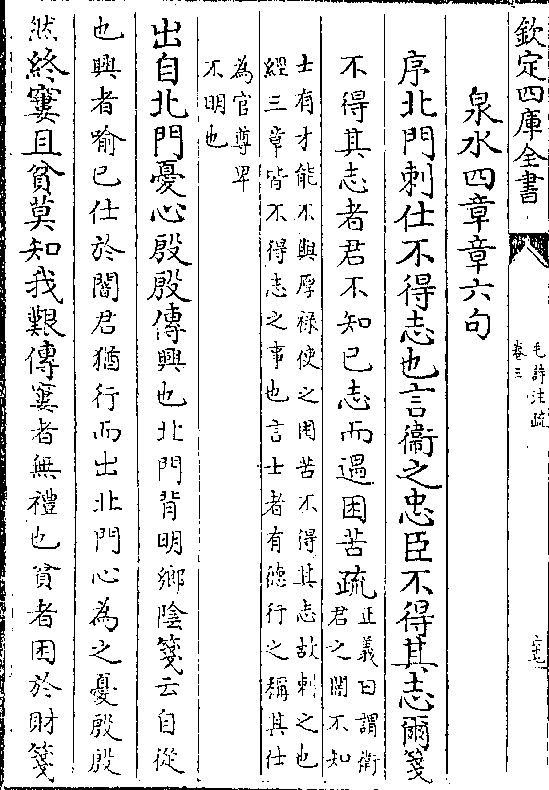 欽定四庫全書
毛詩注疏
卷三
泉水四章章六句
序北門刺仕不得志也言衞之忠臣不得其志爾箋
不得其志者君不知己志而遇困苦疏
正義曰謂衞
君之闇不知
士有才能不與厚祿使之困苦不得其志故刺之也
經三章皆不得志之事也言士者有德行之稱其仕
為官尊卑
不明也
出自北門憂心殷殷傳興也北門背明鄉陰箋云自從
也興者喻己仕於闇君猶行而出北門心為之憂殷殷
然終窶且貧莫知我艱傳窶者無禮也貧者困於財箋